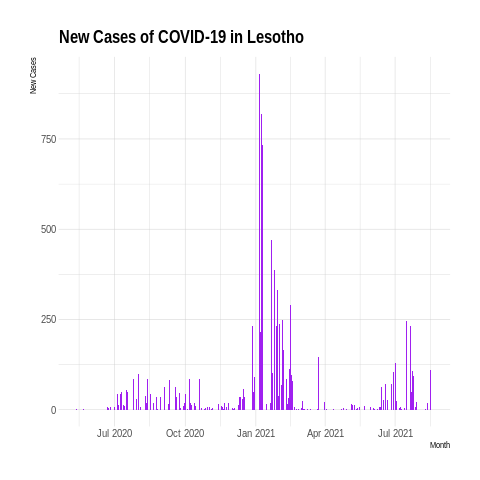 New Cases of COVID-19 in Lesotho
New Cases
750
500
250
0
Jul 2020 Oct 2020 Jan 2021 Apr 2021 Jul 2021
Month